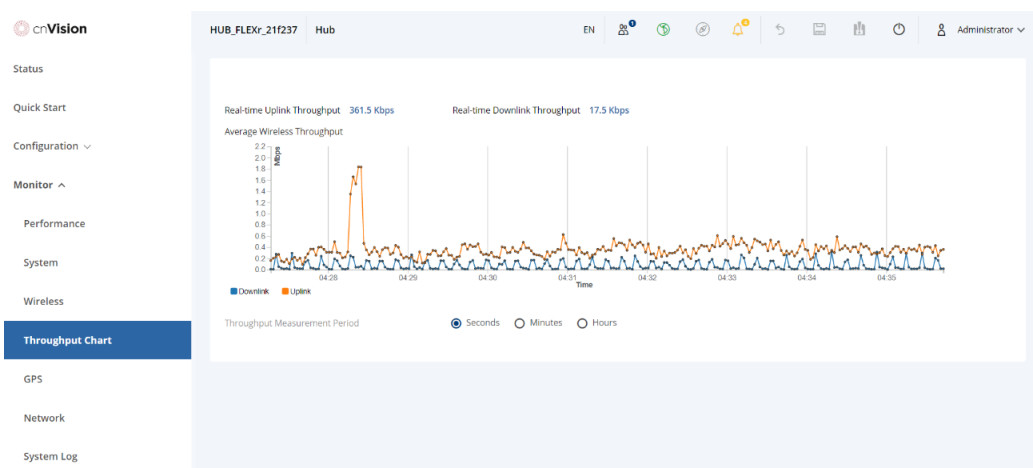 cnVision
HUB_FLEXr_21f237 Hub
EN
1
9
Administrator
Status
Quick Start
Configuration
Monitor
Performance
System
Wireless
Throughput Chart
GPS
Network
System Log
Real-time Uplink Throughput 361.5 Kbps
Real-time Downlink Throughput 17.5 Kbps
Average Wireless Throughput
Mbps
2.2
2.0
1.8
1.6
1.4
1.2
1.0
0.8
0.6
0.4
0.2
0.0
04:28 04:29 04:30 04:31 04:32 04:33 04:34 04:35
Time
Downlink Uplink
Throughput Measurement Period
Seconds Minutes Hours